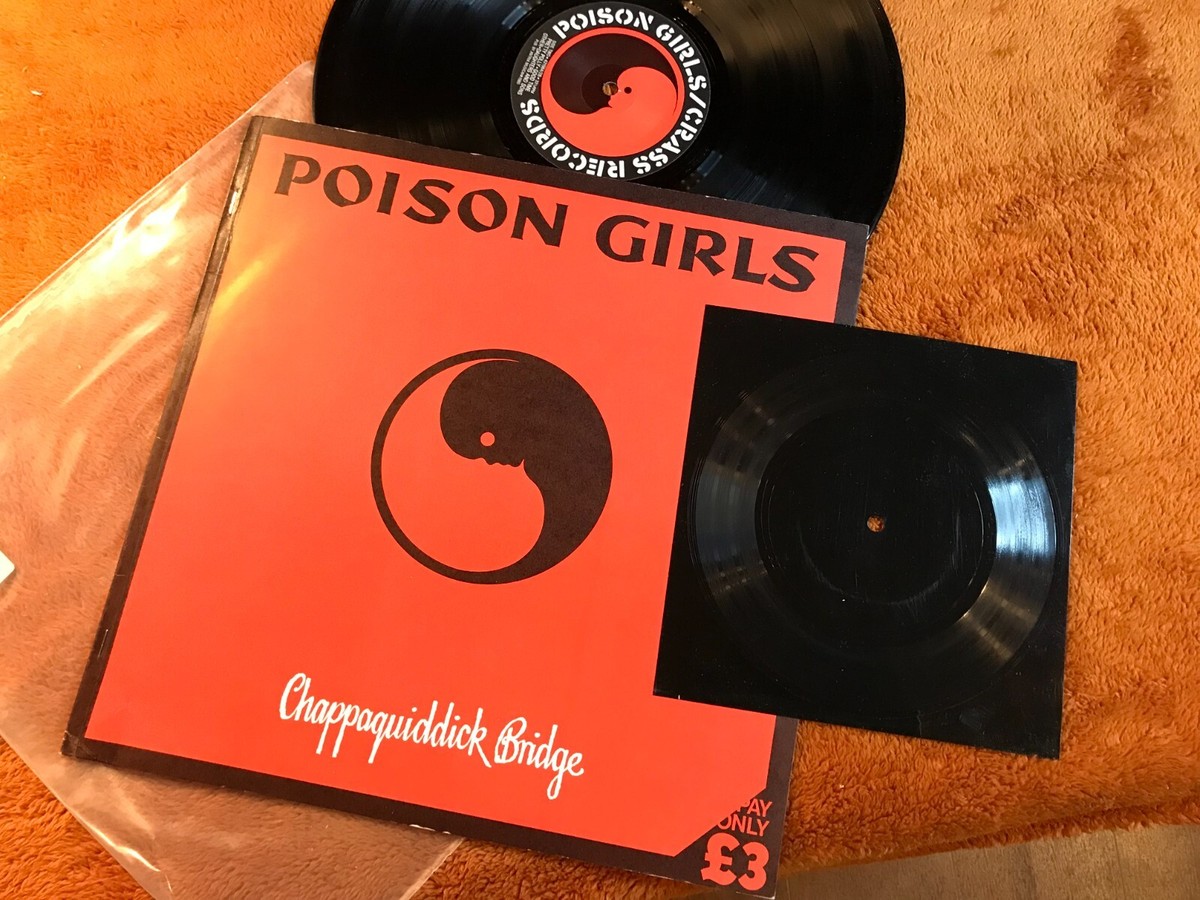 POISON GIRLS/CRASS RECORDS
POISON GIRLS
Chappaquiddick Bridge
PAY
ONLY
£3